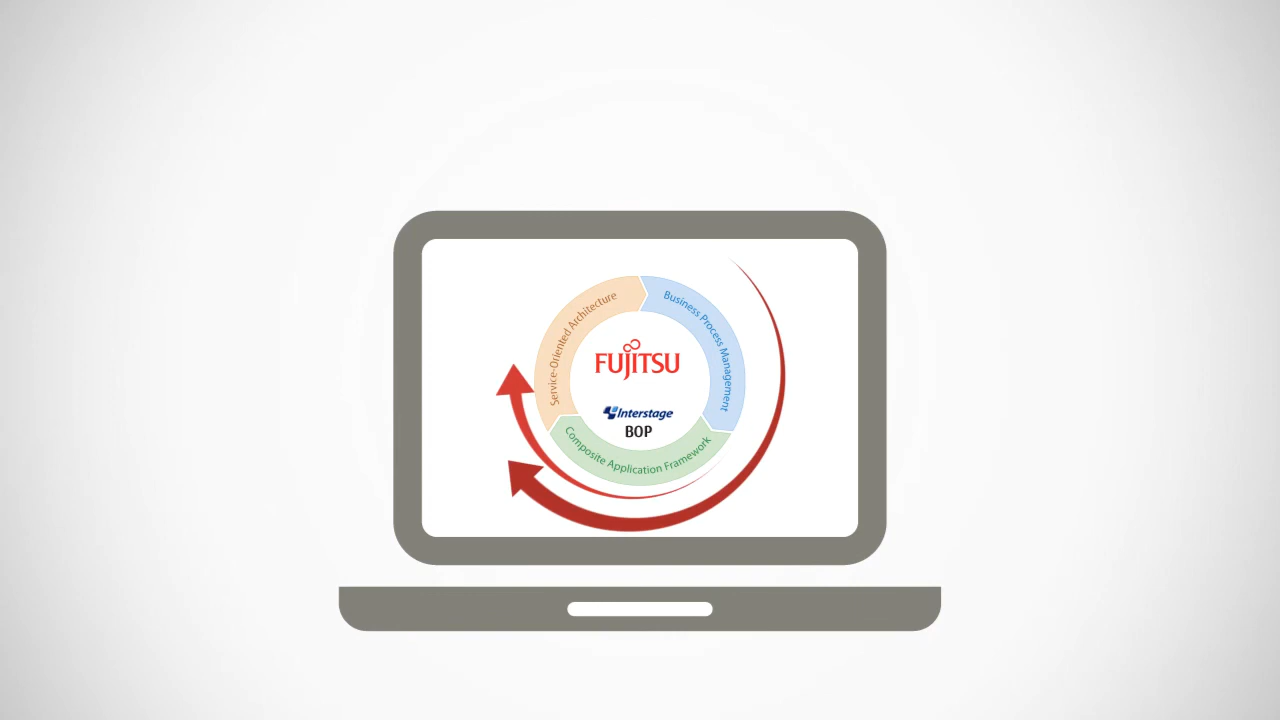 Service-Oriented Architecture
Business Process Management
FUJITSU
Interstage
BOP
Composite Application Framework